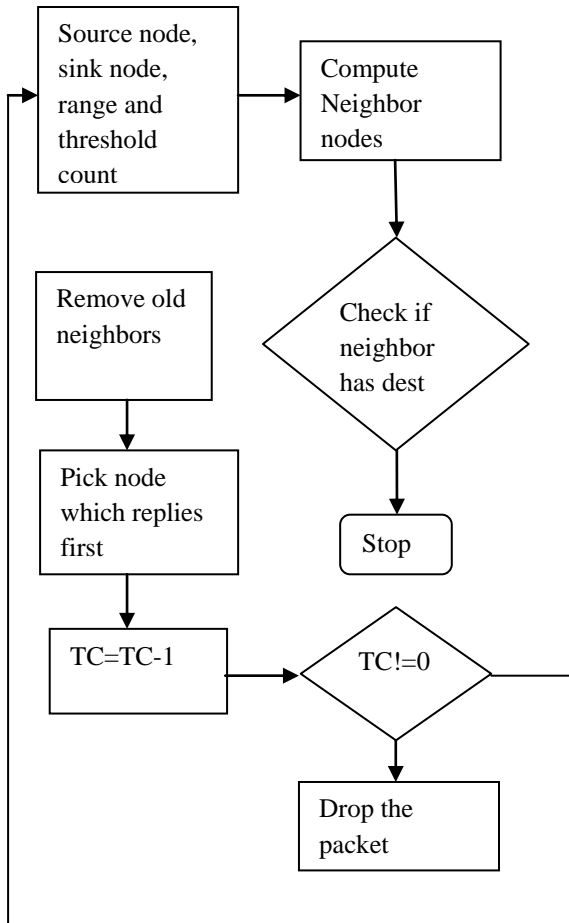 Source node,
sink node,
range and
threshold
count
Compute
Neighbor
nodes
Check if
neighbor
has dest
Stop
Remove old
neighbors
Pick node
which replies
first
TC=TC-1
TC!=0
Drop the
packet